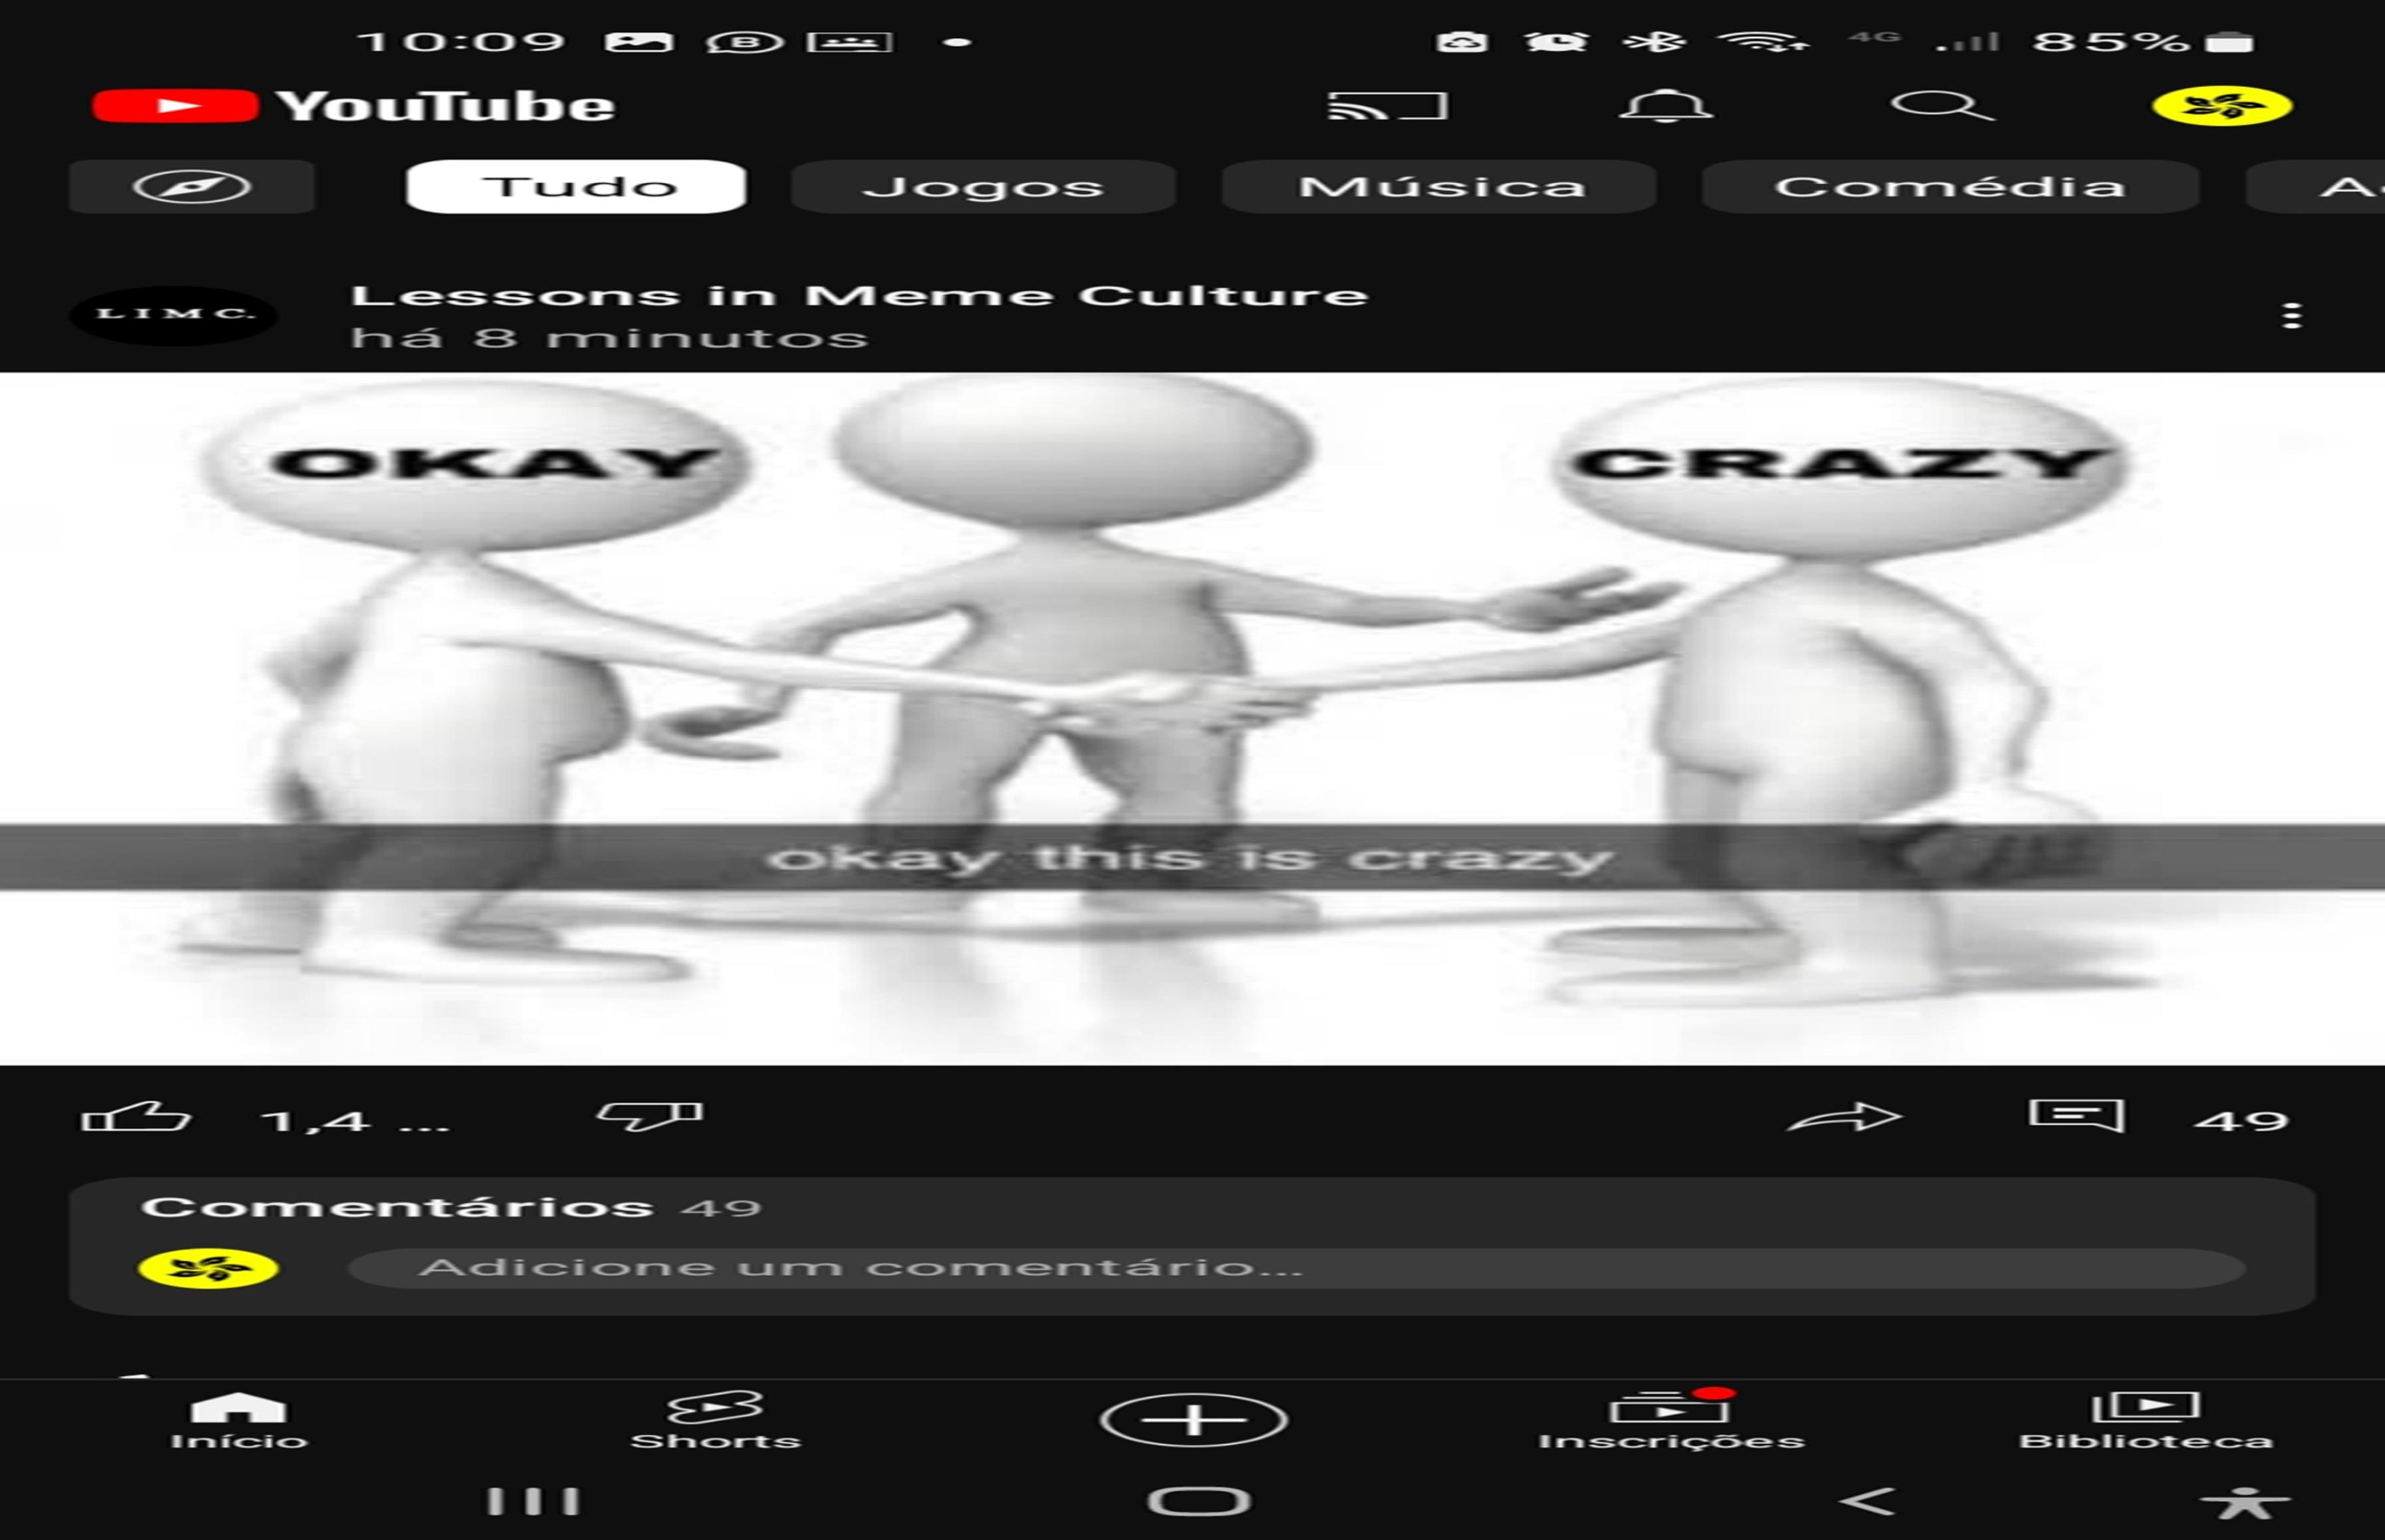 10:09 4G 85%
YouTube
Tudo Jogos Música Comédia
L I M C. Lessons in Meme Culture
há 8 minutos
OKAY CRAZY
okay this is crazy
1,4 ... 49
Comentários 49
Adicione um comentário...
Início Shorts Inscrições Biblioteca